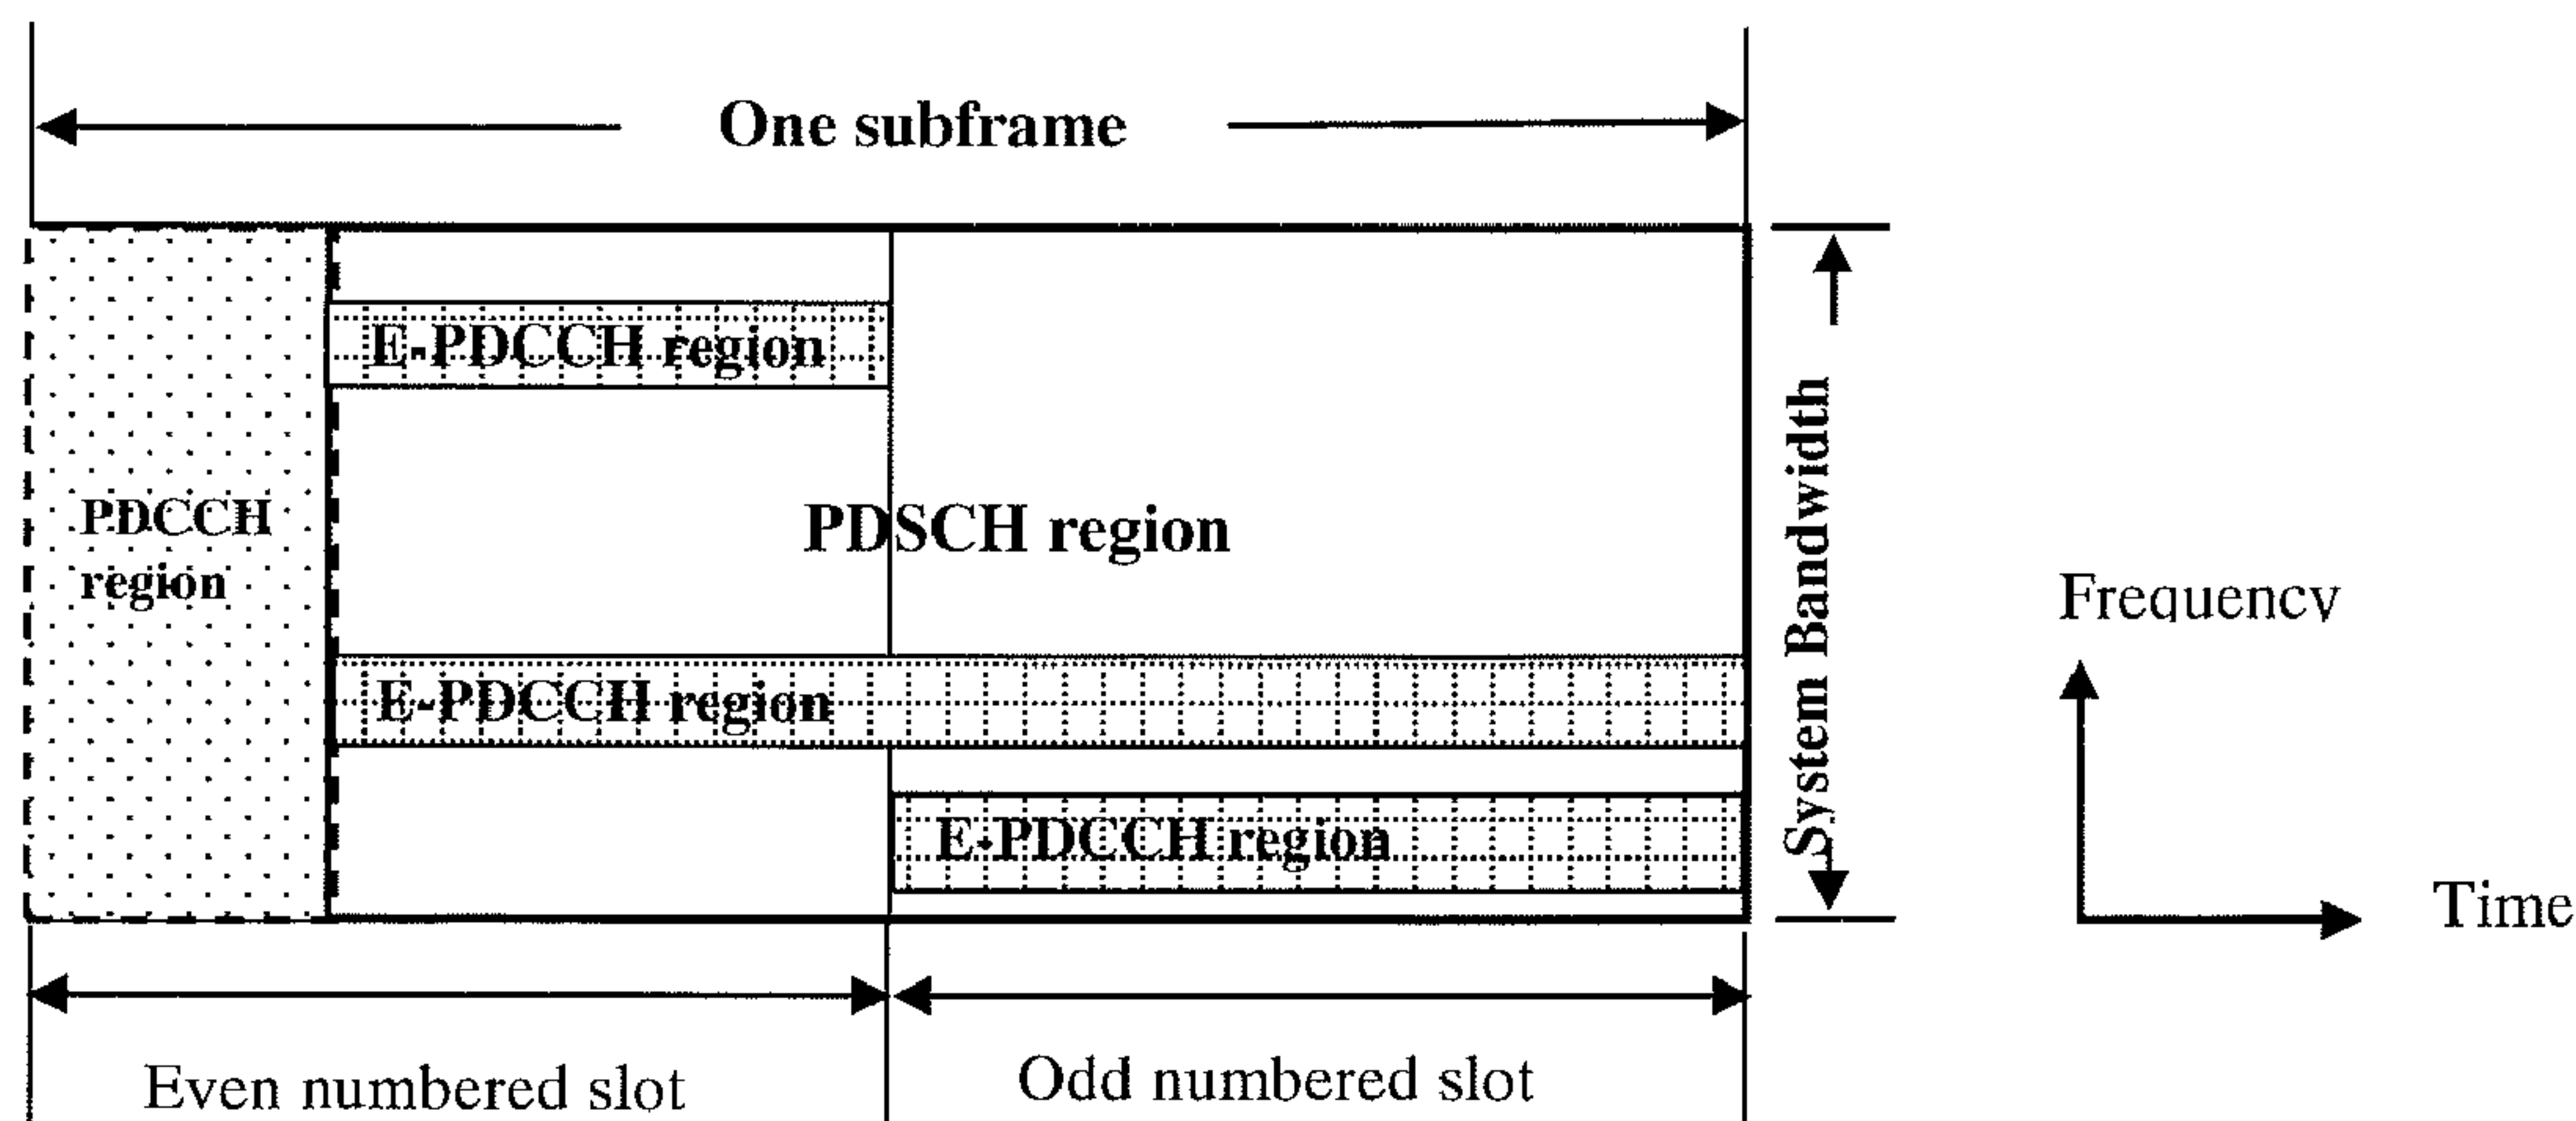 One subframe
E-PDCCH region
PDCCH
region
PDSCH region
E-PDCCH region
E-PDCCH region
System Bandwidth
Frequency
Time
Even numbered slot
Odd numbered slot